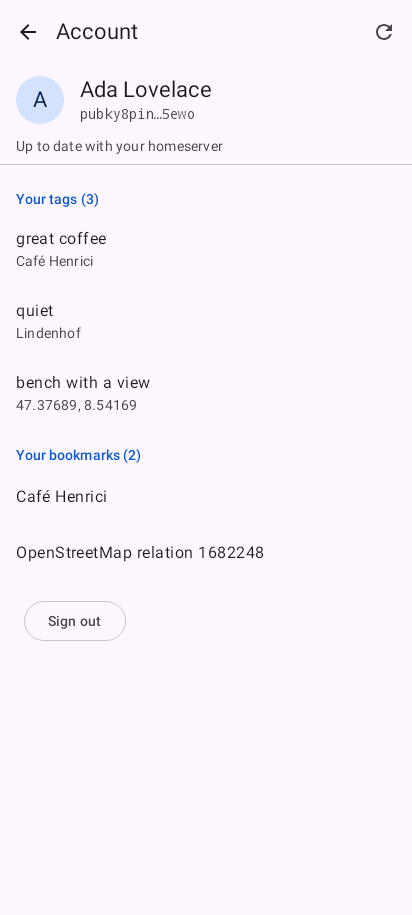 Account
A
Ada Lovelace
pubky8pin…5ewo
Up to date with your homeserver
Your tags (3)
great coffee
Café Henrici
quiet
Lindenhof
bench with a view
47.37689, 8.54169
Your bookmarks (2)
Café Henrici
OpenStreetMap relation 1682248
Sign out